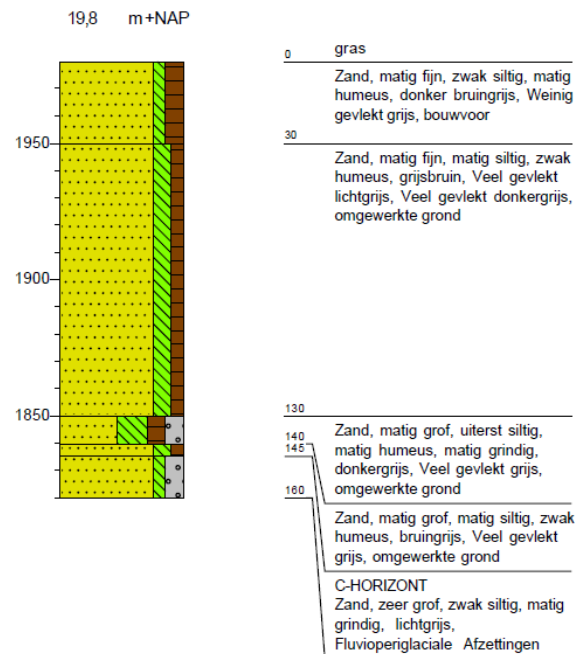 19,8 m +NAP
0 gras
Zand, matig fijn, zwak siltig, matig
humeus, donker bruingrijs, Weinig
gevlekt grijs, bouwvoor
1950
30
Zand, matig fijn, matig siltig, zwak
humeus, grijsbruin, Veel gevlekt
lichtgrijs, Veel gevlekt donkergrijs,
omgewerkte grond
1900
1850
130
Zand, matig grof, uiterst siltig,
matig humeus, matig grindig,
donkergrijs, Veel gevlekt grijs,
omgewerkte grond
140
145
160
Zand, matig grof, matig siltig, zwak
humeus, bruingrijs, Veel gevlekt
grijs, omgewerkte grond
C-HORIZONT
Zand, zeer grof, zwak siltig, matig
grindig, lichtgrijs,
Fluvioperiglaciale Afzettingen